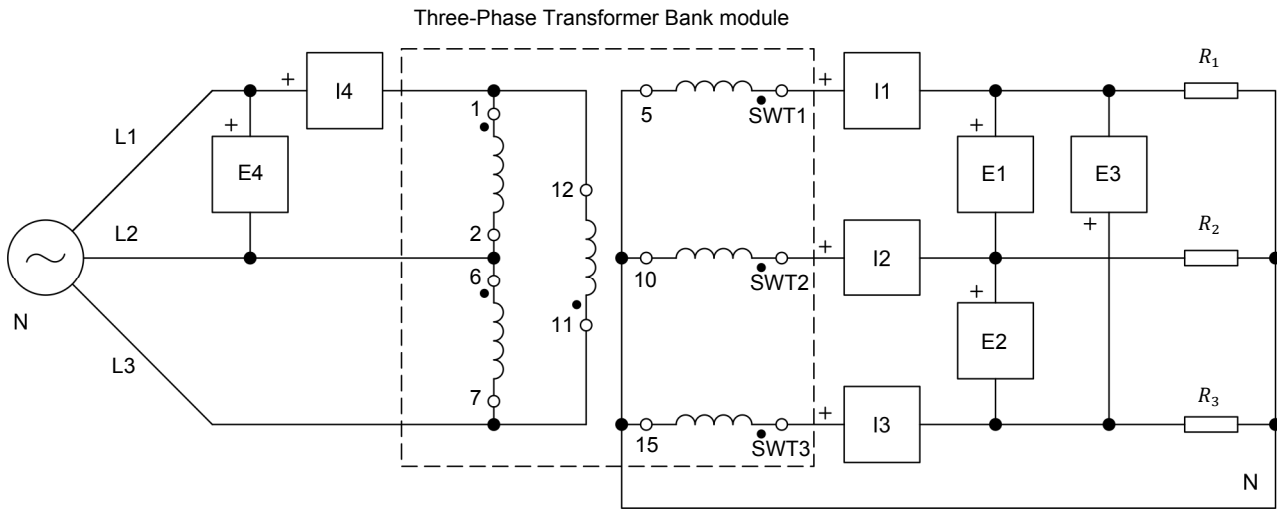 Three-Phase Transformer Bank module
+ I4
1
5
SWT1
+ I1
R₁
L1
+ E4
12
+ E1
E3 +
L2
2
6
10
SWT2
+ I2
R₂
N
11
+ E2
L3
7
15
SWT3
+ I3
R₃
N